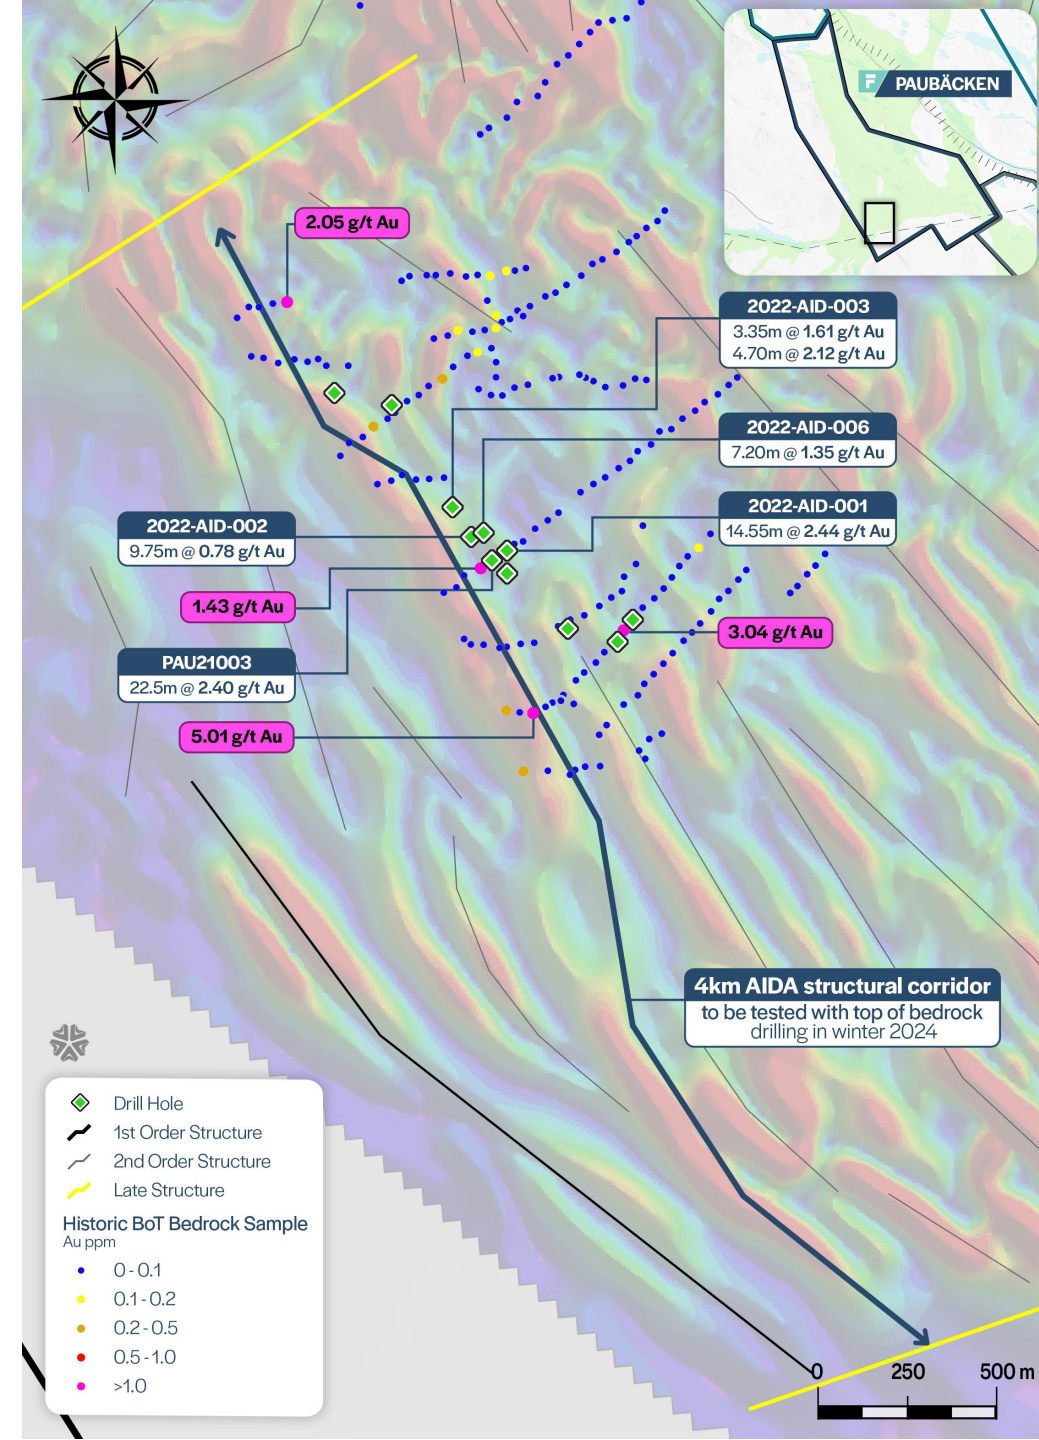 PAUBÄCKEN
2.05 g/t Au
2022-AID-003
3.35m @ 1.61 g/t Au
4.70m @ 2.12 g/t Au
2022-AID-006
7.20m @ 1.35 g/t Au
2022-AID-001
14.55m @ 2.44 g/t Au
2022-AID-002
9.75m @ 0.78 g/t Au
1.43 g/t Au
3.04 g/t Au
PAU21003
22.5m @ 2.40 g/t Au
5.01 g/t Au
4km AIDA structural corridor
to be tested with top of bedrock
drilling in winter 2024
Drill Hole
1st Order Structure
2nd Order Structure
Late Structure
Historic BoT Bedrock Sample
Au ppm
0 - 0.1
0.1 - 0.2
0.2 - 0.5
0.5 - 1.0
>1.0
0 250 500 m